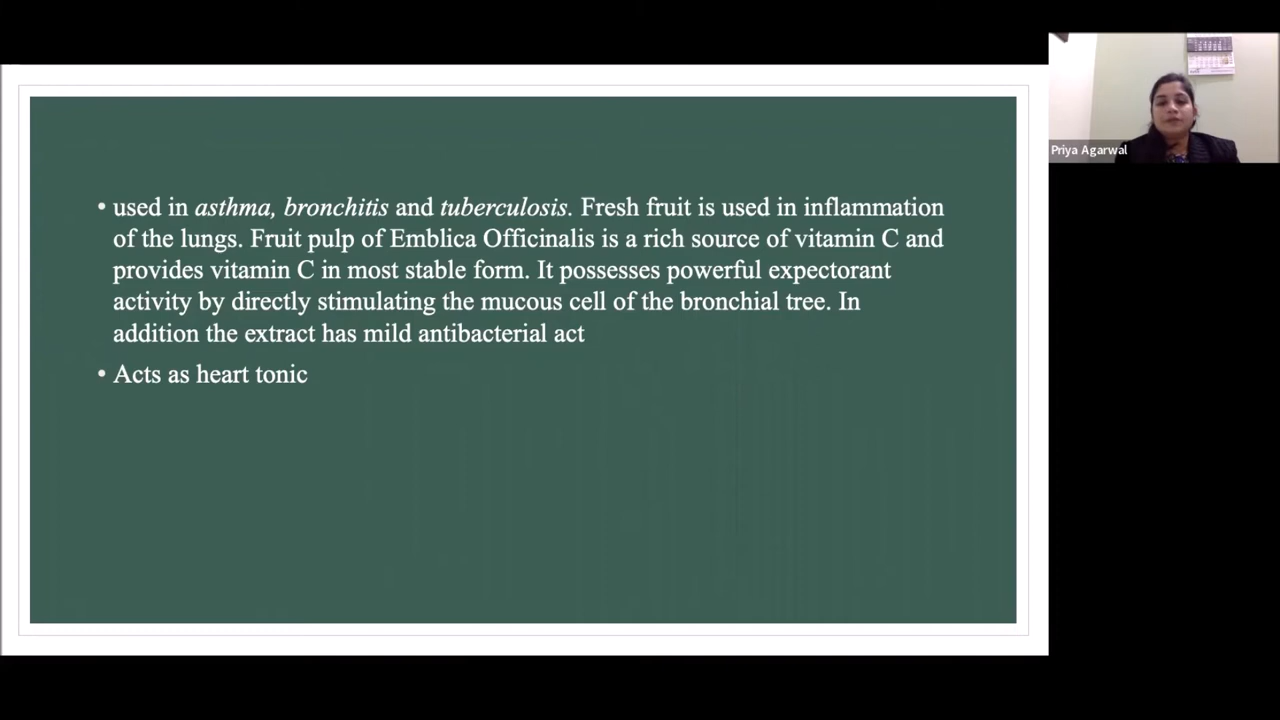 • used in asthma, bronchitis and tuberculosis. Fresh fruit is used in inflammation
of the lungs. Fruit pulp of Emblica Officinalis is a rich source of vitamin C and
provides vitamin C in most stable form. It possesses powerful expectorant
activity by directly stimulating the mucous cell of the bronchial tree. In
addition the extract has mild antibacterial act
• Acts as heart tonic
Priya Agarwal